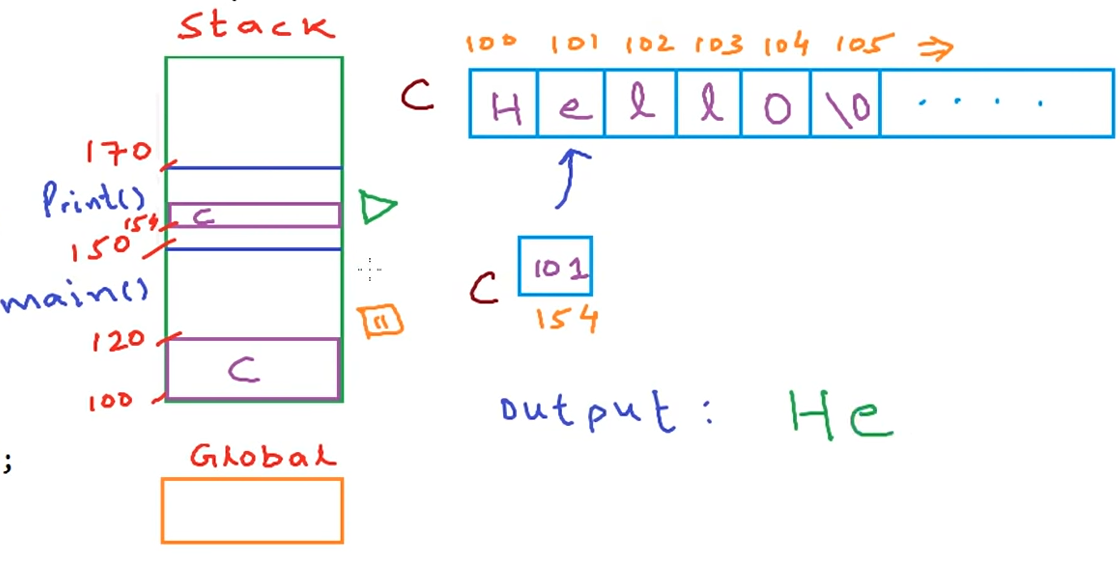 Stack
100 101 102 103 104 105 ⇒
C H e l l O \0 . . . .
170
Print()
154 C
150
C 101
154
main()
120
C
100
output : He
Global
;